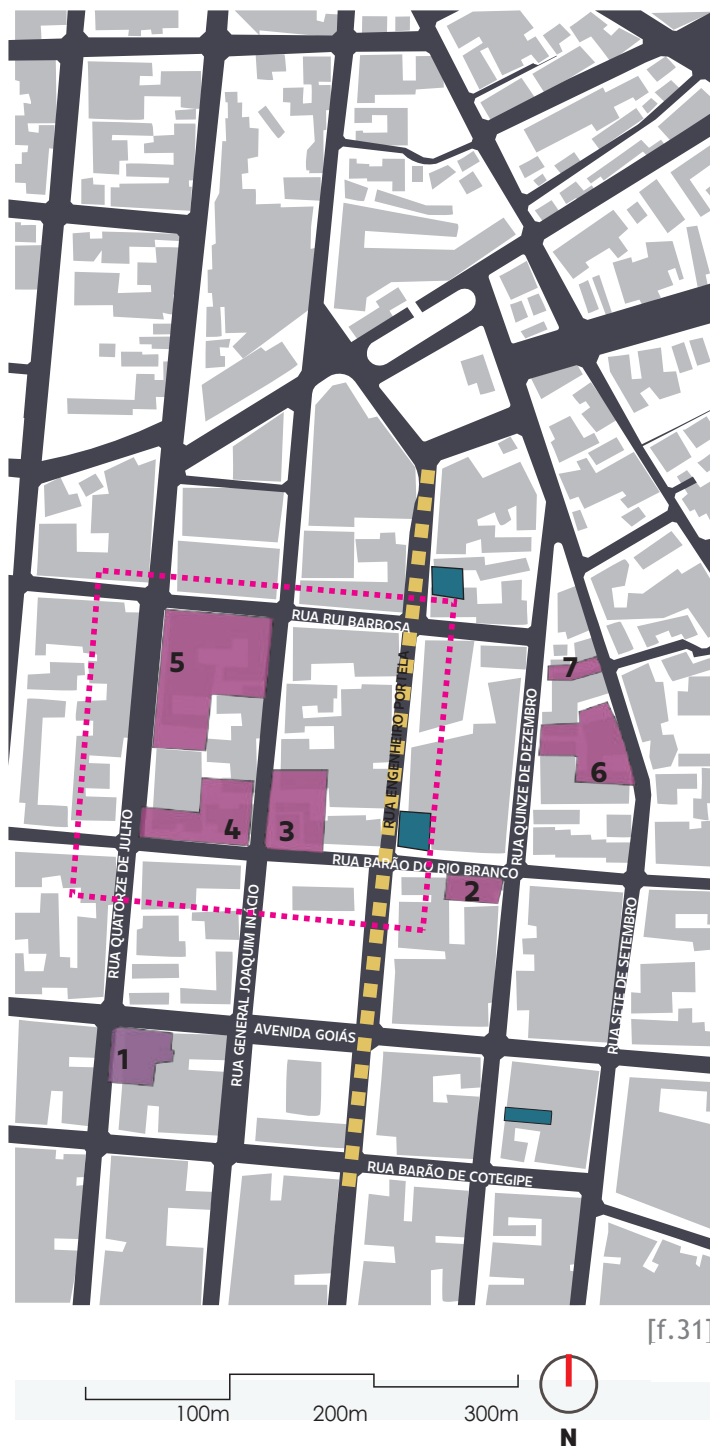 RUA RUI BARBOSA
5
7
RUA ENGENHEIRO PORTELA
RUA QUINZE DE DEZEMBRO
6
4
3
RUA BARÃO DO RIO BRANCO
2
RUA QUATORZE DE JULHO
RUA GENERAL JOAQUIM INÁCIO
RUA SETE DE SETEMBRO
AVENIDA GOIÁS
1
RUA BARÃO DE COTEGIPE
[f.31]
100m
200m
300m
N